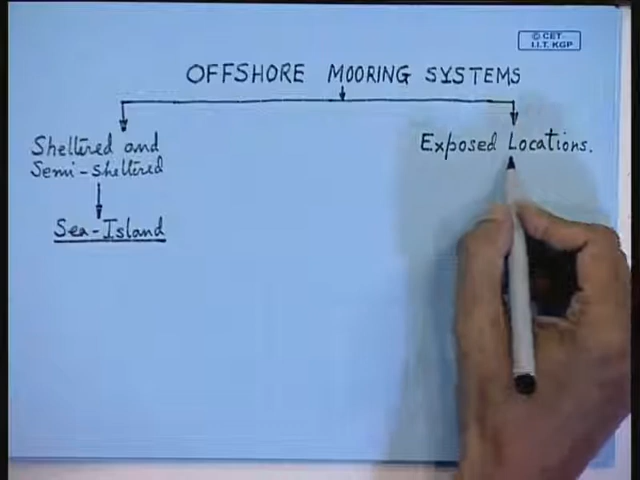 © CET
I.I.T. KGP
OFFSHORE MOORING SYSTEMS
Sheltered and
Semi-sheltered
Exposed Locations.
Sea-Island